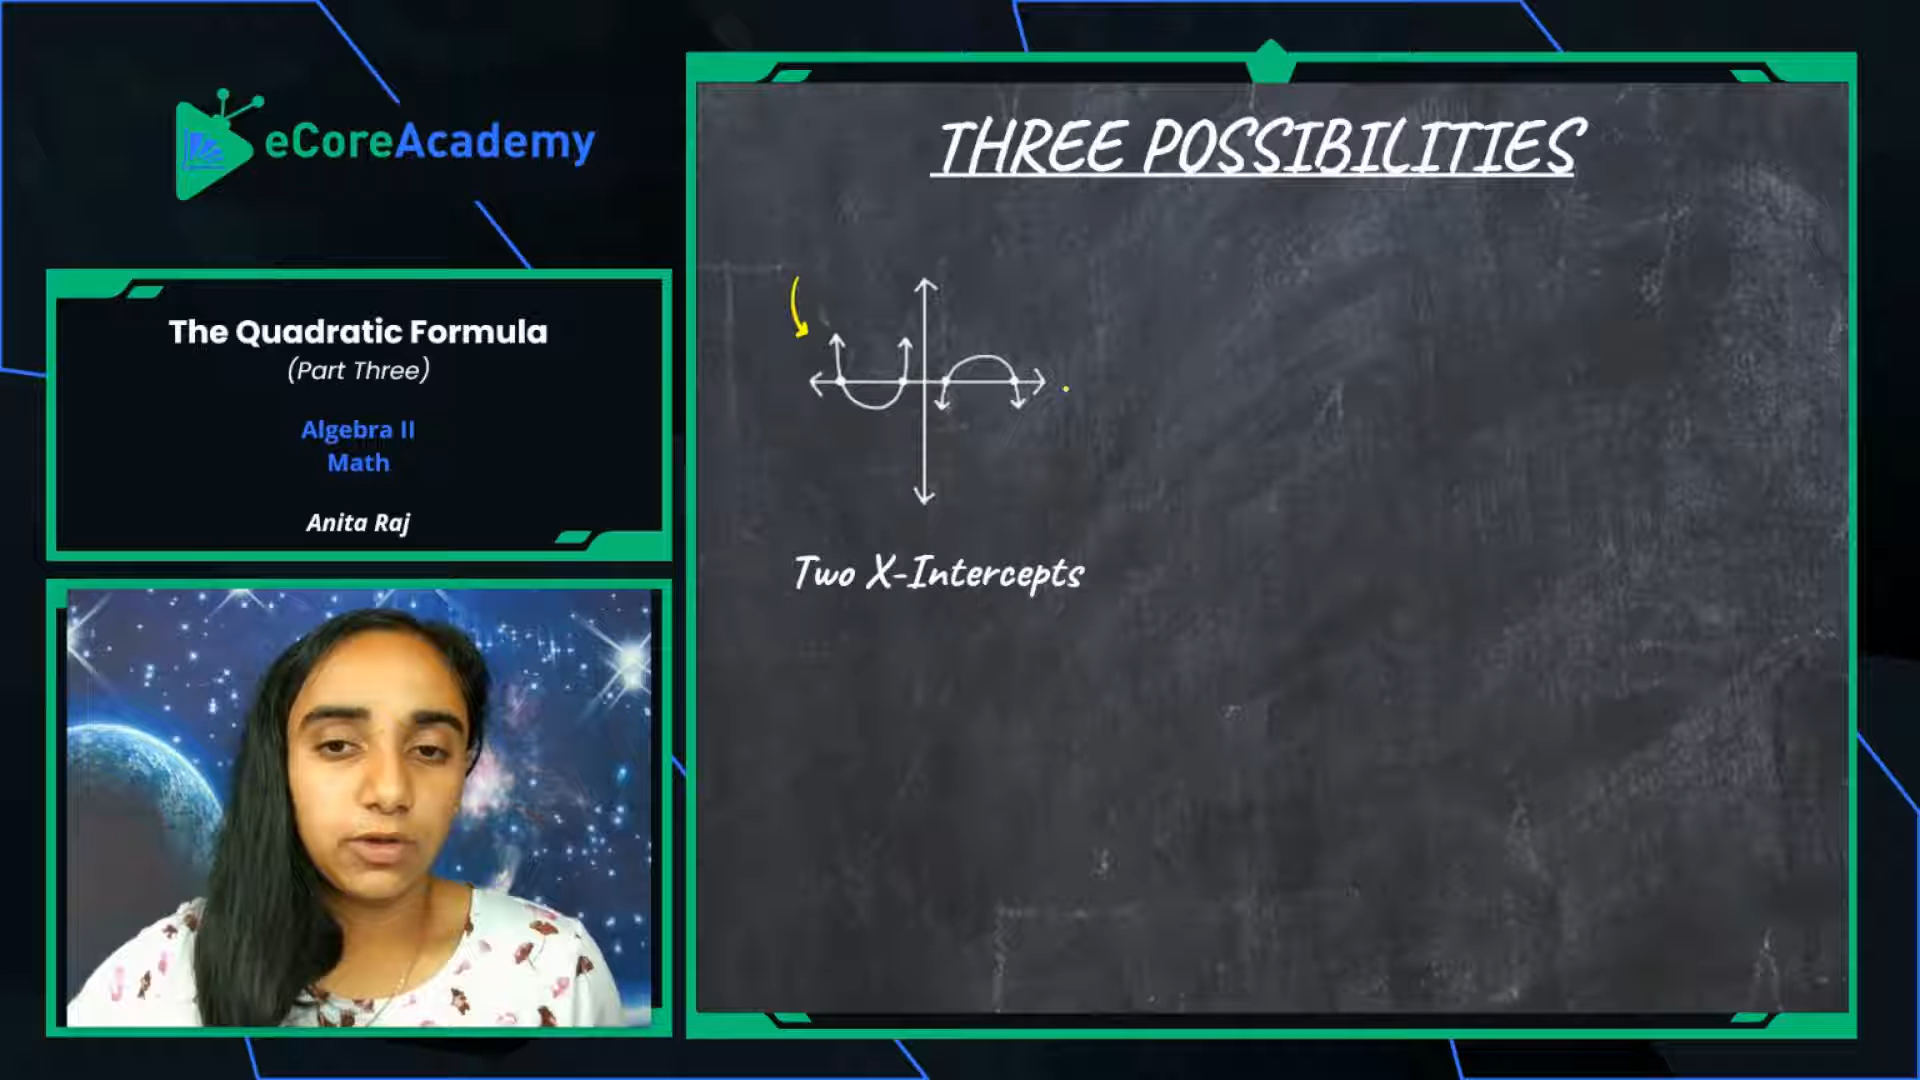 eCoreAcademy
The Quadratic Formula
(Part Three)
Algebra II
Math
Anita Raj
THREE POSSIBILITIES
Two X-Intercepts